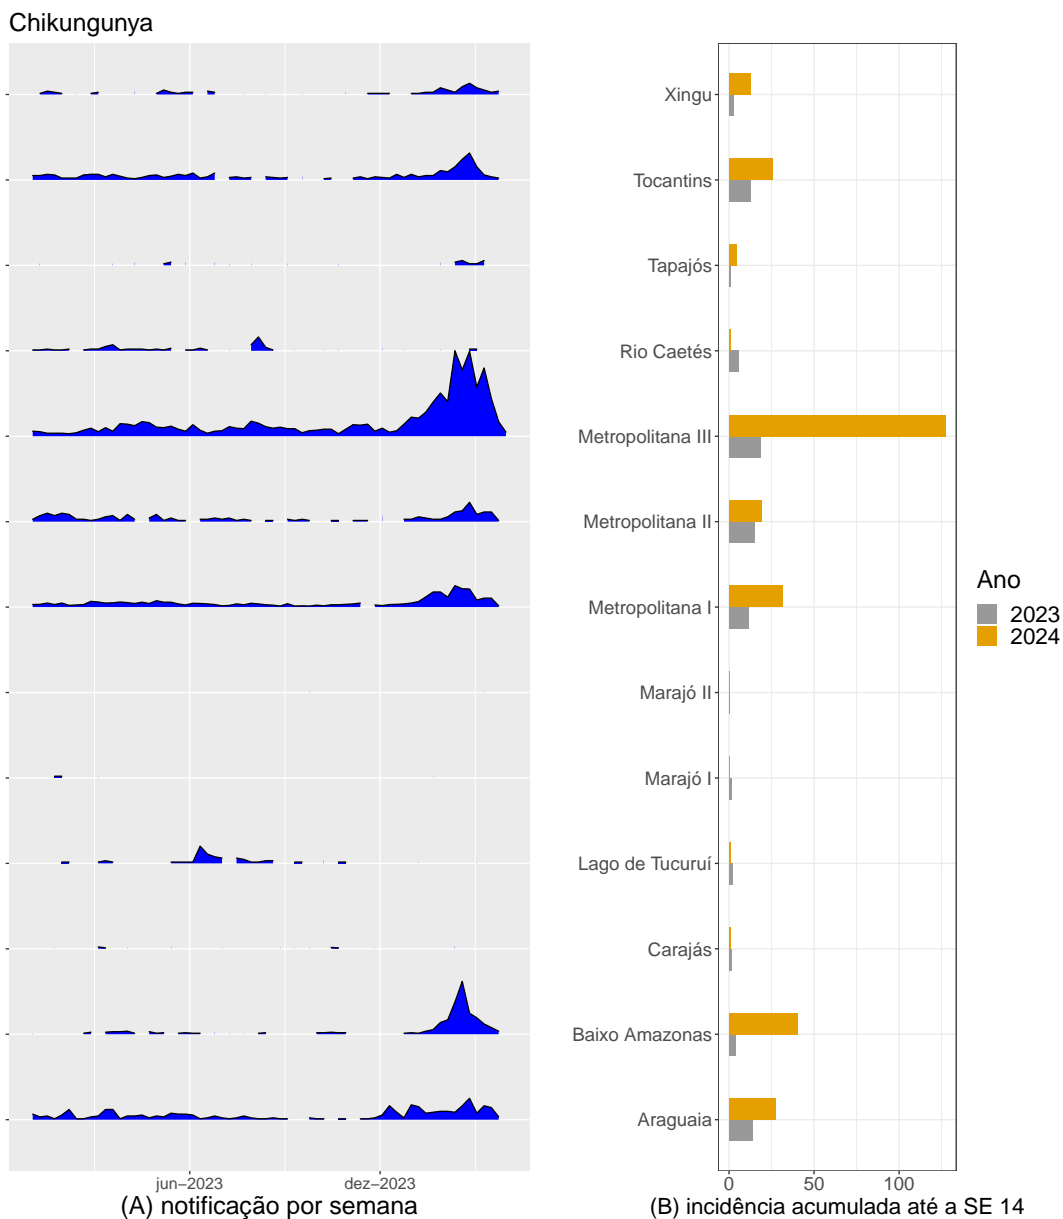 Chikungunya
Xingu
Tocantins
Tapajós
Rio Caetés
Metropolitana III
Metropolitana II
Metropolitana I
Marajó II
Marajó I
Lago de Tucuruí
Carajás
Baixo Amazonas
Araguaia
Ano
2023
2024
jun−2023 dez−2023
0 50 100
(A) notificação por semana
(B) incidência acumulada até a SE 14